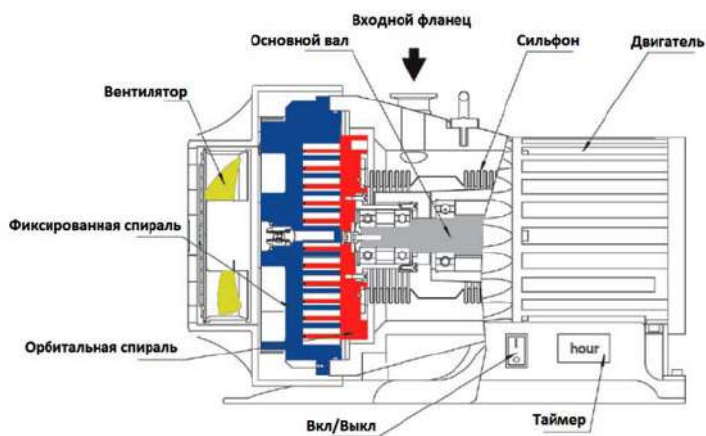 Входной фланец
Основной вал
Сильфон
Двигатель
Вентилятор
Фиксированная спираль
Орбитальная спираль
hour
Вкл/Выкл
Таймер